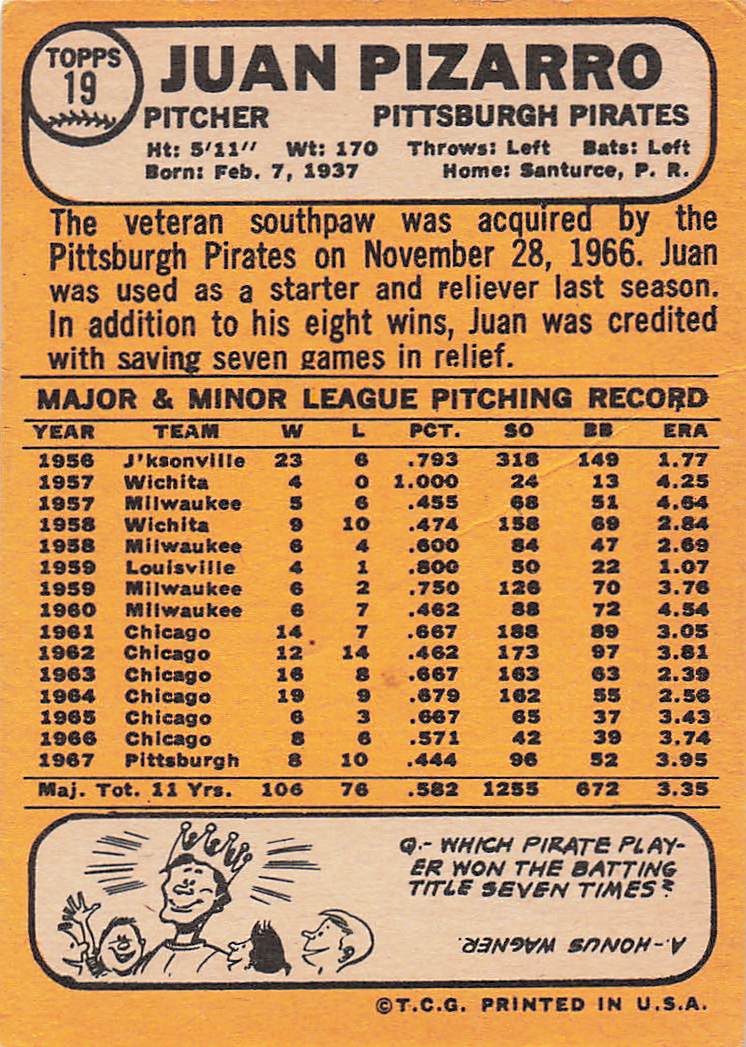 TOPPS
19
JUAN PIZARRO
PITCHER PITTSBURGH PIRATES
Ht: 5'11" Wt: 170 Throws: Left Bats: Left
Born: Feb. 7, 1937 Home: Santurce, P. R.
The veteran southpaw was acquired by the
Pittsburgh Pirates on November 28, 1966. Juan
was used as a starter and reliever last season.
In addition to his eight wins, Juan was credited
with saving seven games in relief.
MAJOR & MINOR LEAGUE PITCHING RECORD
YEAR TEAM W L PCT. SO BB ERA
1956 J'ksonville 23 6 .793 318 149 1.77
1957 Wichita 4 0 1.000 24 13 4.25
1957 Milwaukee 5 6 .455 68 51 4.64
1958 Wichita 9 10 .474 158 69 2.84
1958 Milwaukee 6 4 .600 84 47 2.69
1959 Louisville 4 1 .800 50 22 1.07
1959 Milwaukee 6 2 .750 126 70 3.76
1960 Milwaukee 6 7 .462 88 72 4.54
1961 Chicago 14 7 .667 188 89 3.05
1962 Chicago 12 14 .462 173 97 3.81
1963 Chicago 16 8 .667 163 63 2.39
1964 Chicago 19 9 .679 162 55 2.56
1965 Chicago 6 3 .667 65 37 3.43
1966 Chicago 8 6 .571 42 39 3.74
1967 Pittsburgh 8 10 .444 96 52 3.95
Maj. Tot. 11 Yrs. 106 76 .582 1255 672 3.35
Q.- WHICH PIRATE PLAY-
ER WON THE BATTING
TITLE SEVEN TIMES?
A.-HONUS WAGNER.
©T.C.G. PRINTED IN U.S.A.